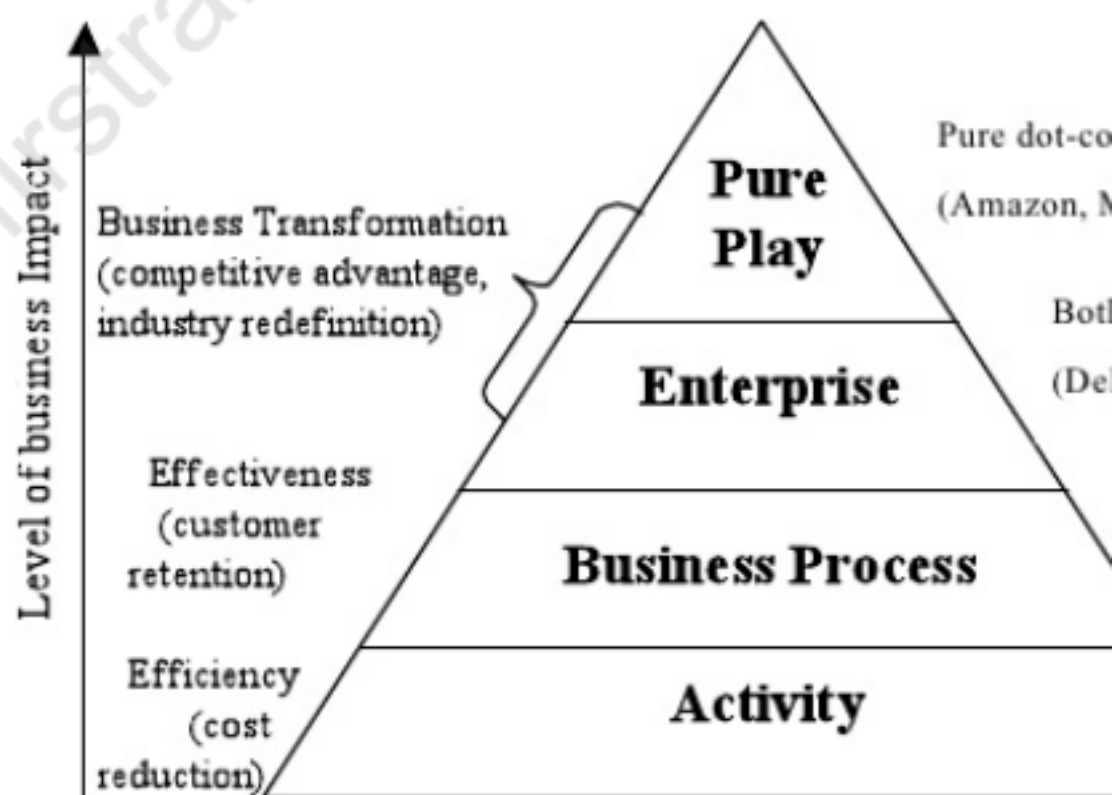 Level of business Impact
Business Transformation
(competitive advantage,
industry redefinition)
Effectiveness
(customer
retention)
Efficiency
(cost
reduction)
Pure
Play
Enterprise
Business Process
Activity
Pure dot-co
(Amazon, M
Both
(Del